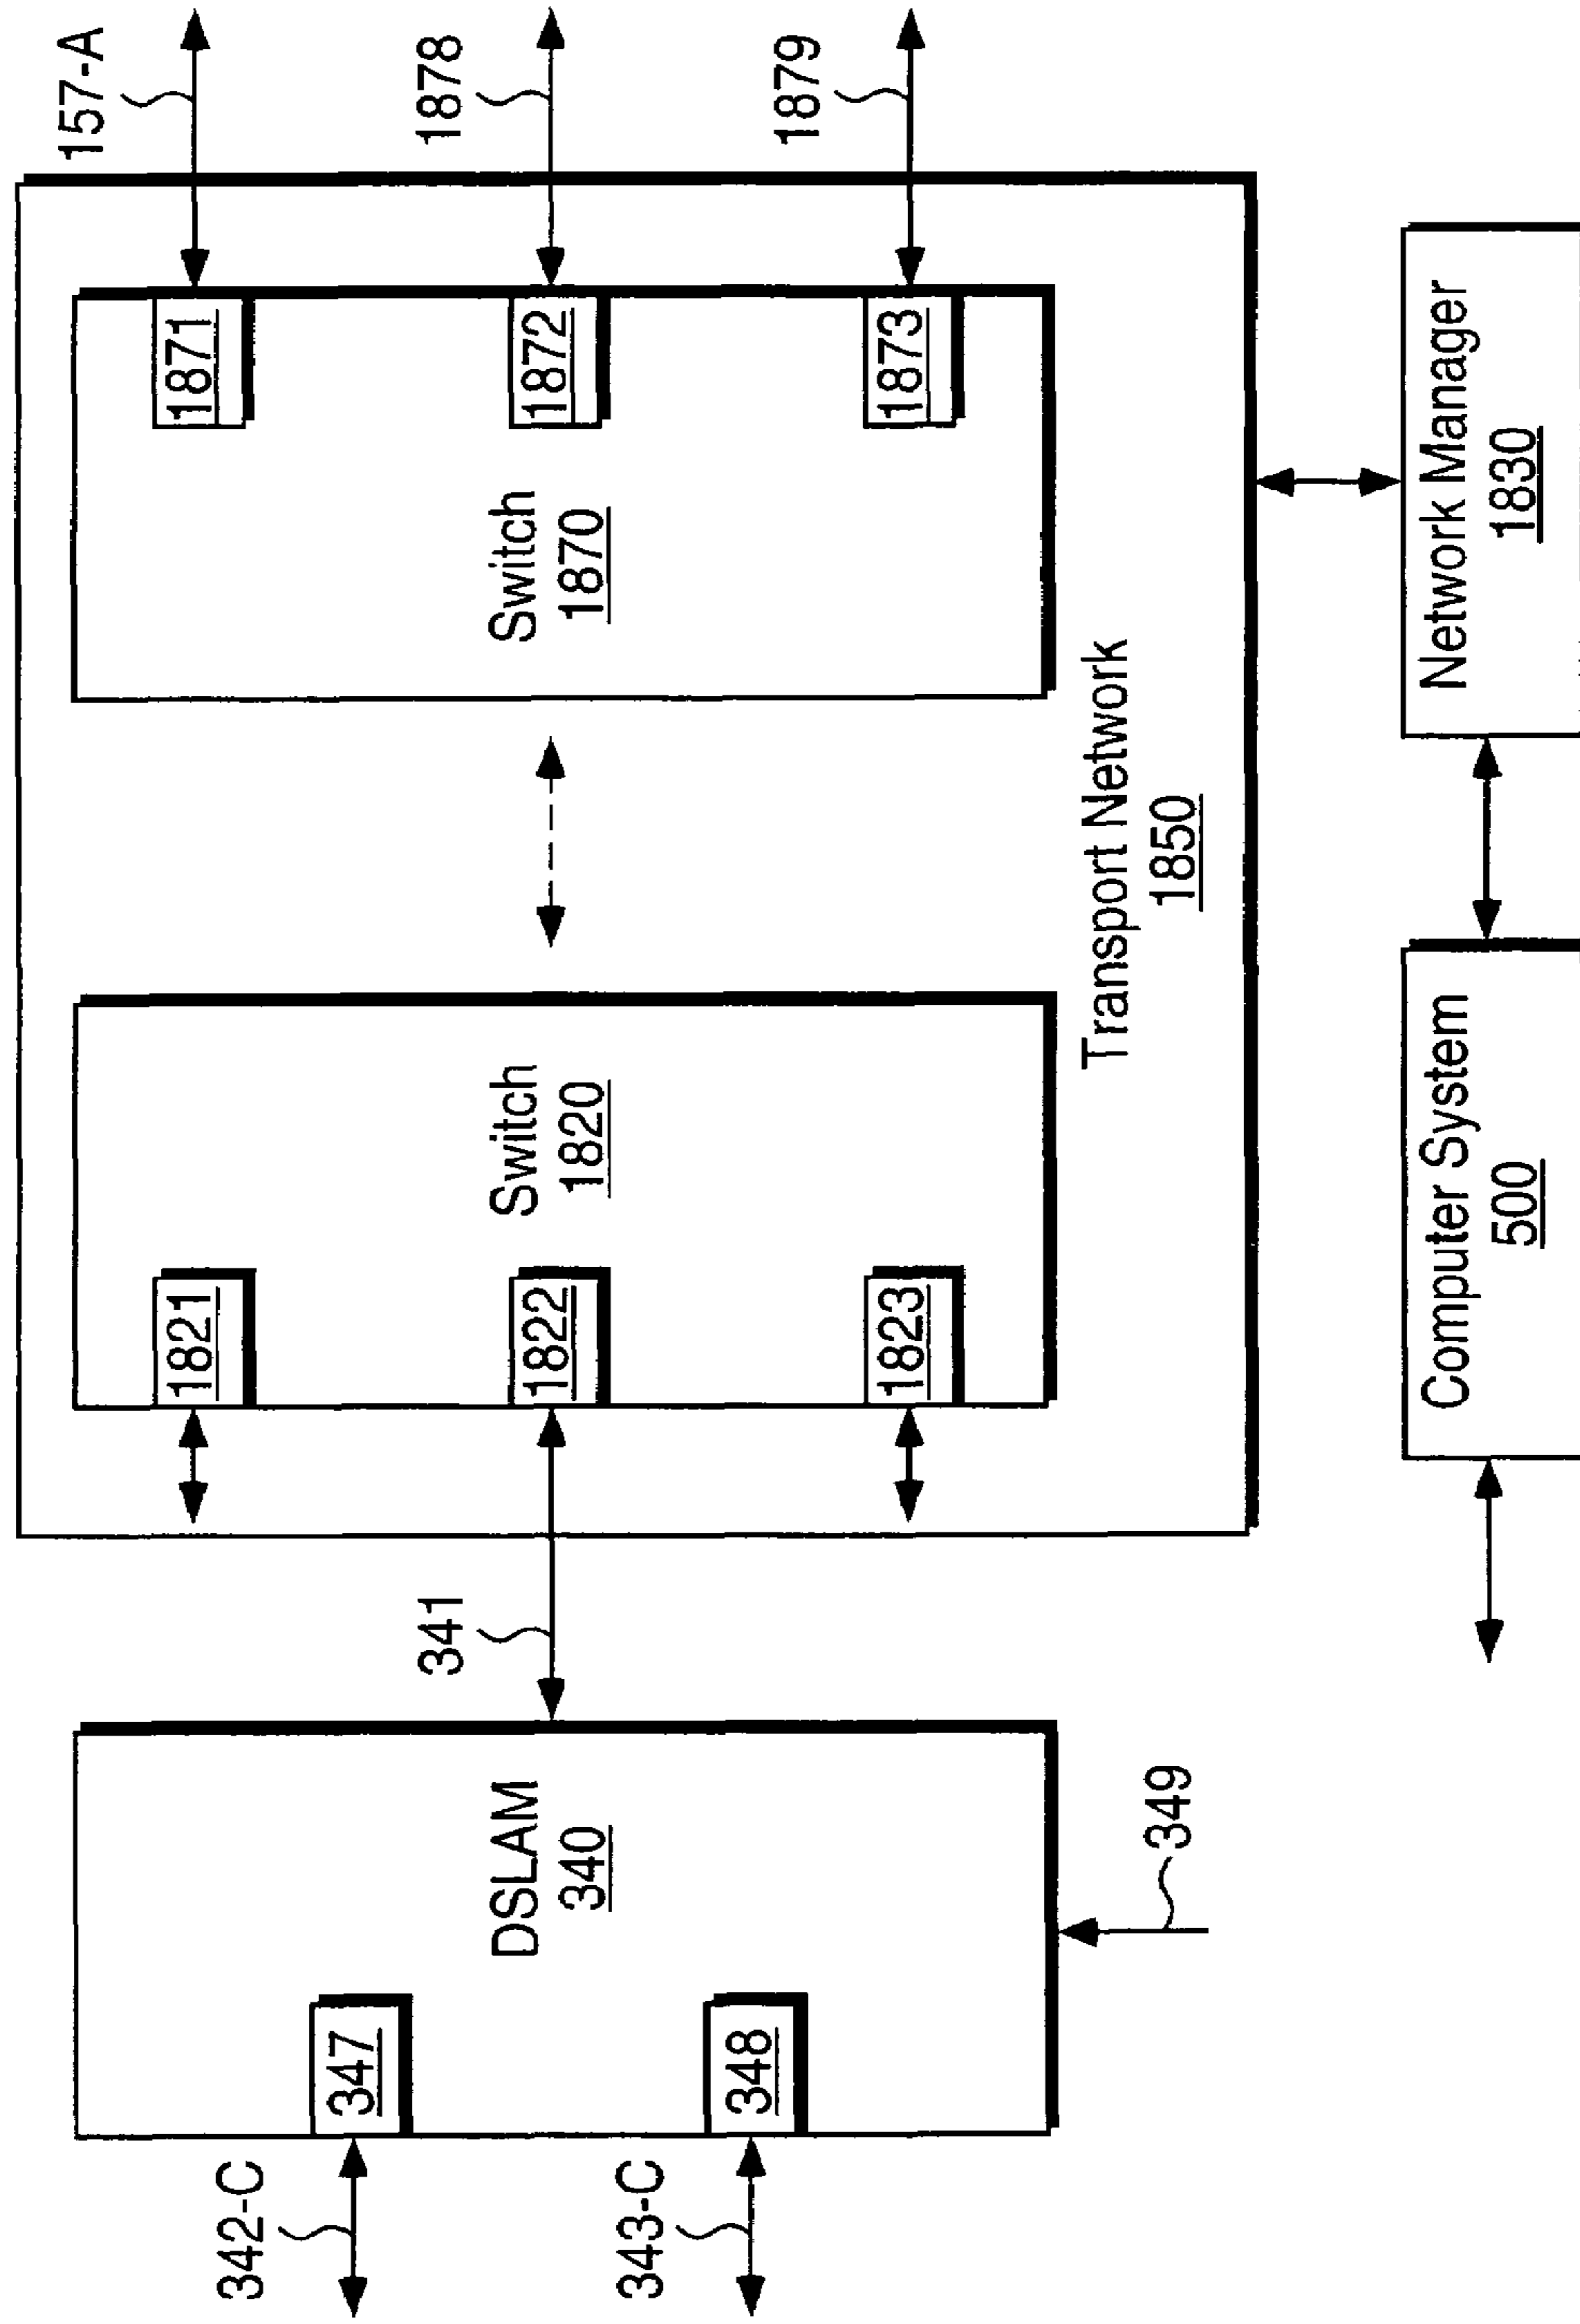 157-A
1878
1879
1871
1872
1873
Switch
1870
Switch
1820
1821
1822
1823
Transport Network
1850
341
DSLAM
340
347
348
342-C
343-C
349
Network Manager
1830
Computer System
500